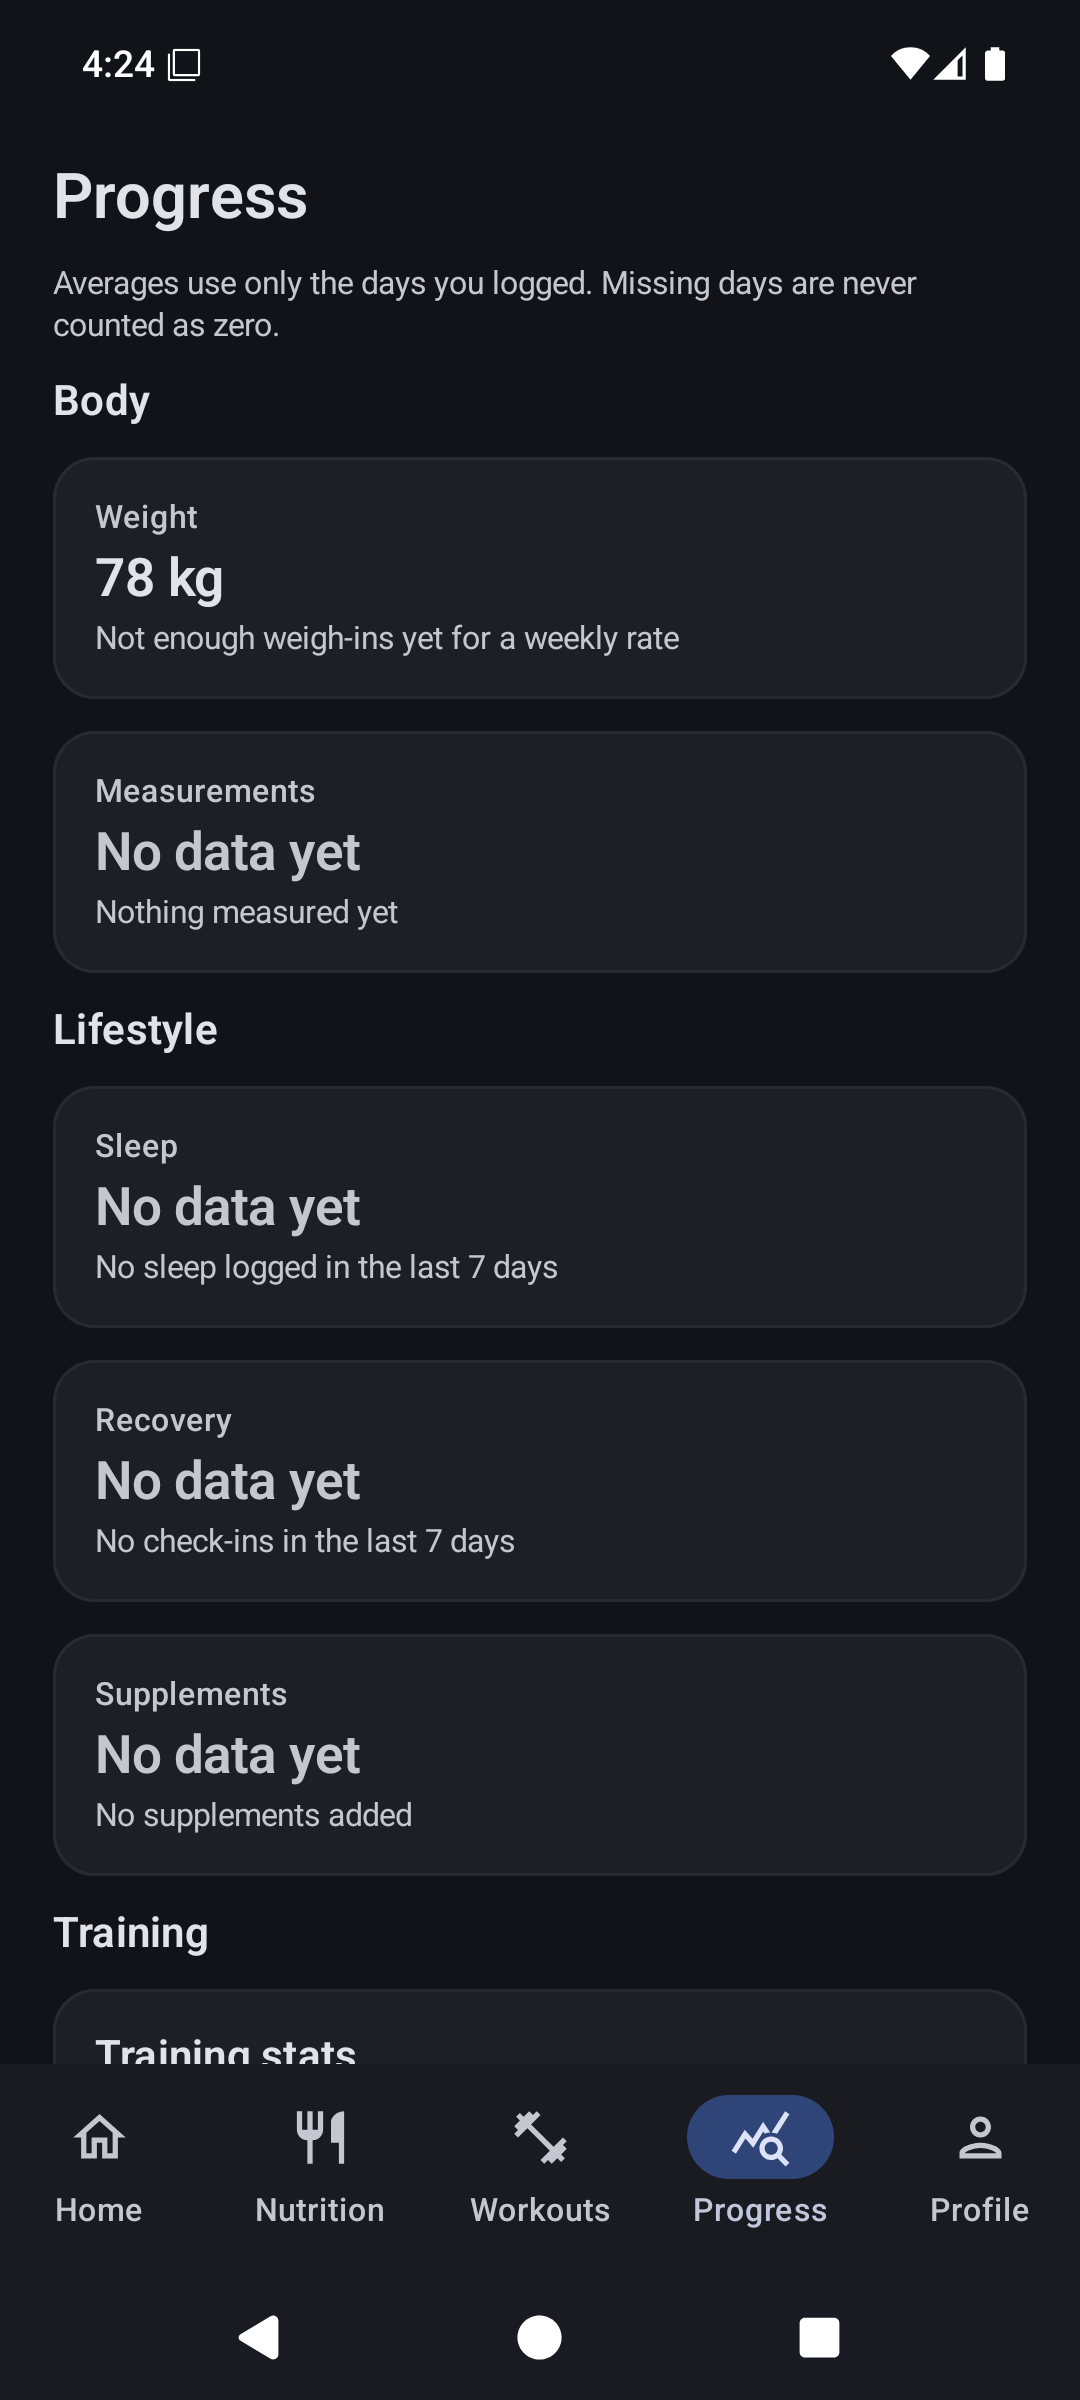 4:24
Progress
Averages use only the days you logged. Missing days are never
counted as zero.
Body
Weight
78 kg
Not enough weigh-ins yet for a weekly rate
Measurements
No data yet
Nothing measured yet
Lifestyle
Sleep
No data yet
No sleep logged in the last 7 days
Recovery
No data yet
No check-ins in the last 7 days
Supplements
No data yet
No supplements added
Training
Training stats
Home
Nutrition
Workouts
Progress
Profile